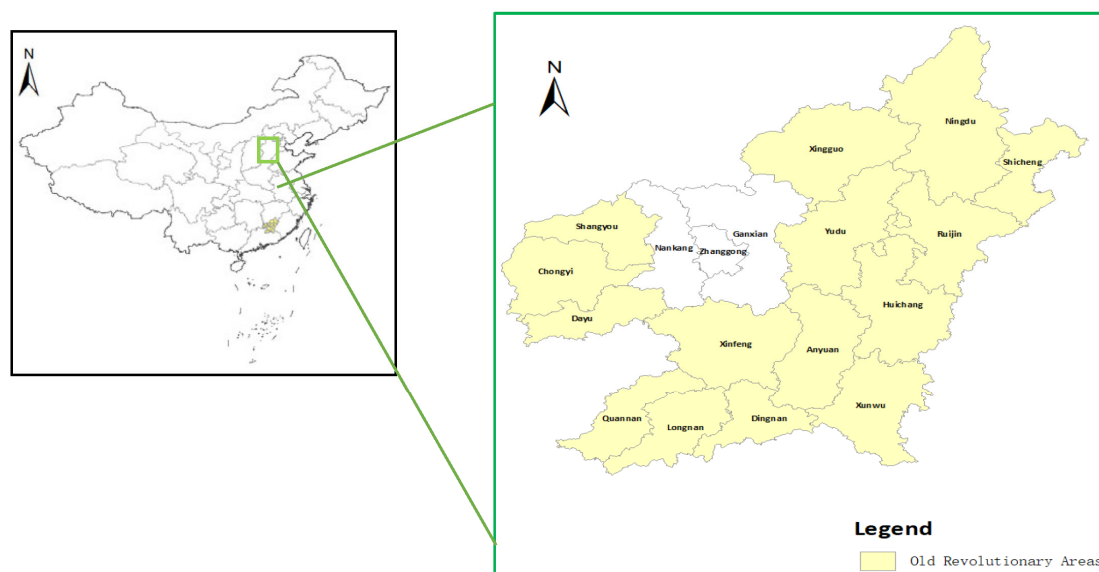 N
N
Ningdu
Xingguo
Shicheng
Shangyou
Ganxian
Nankang
Zhanggong
Yudu
Ruijin
Chongyi
Huichang
Dayu
Xinfeng
Anyuan
Xunwu
Quannan
Longnan
Dingnan
Legend
Old Revolutionary Areas